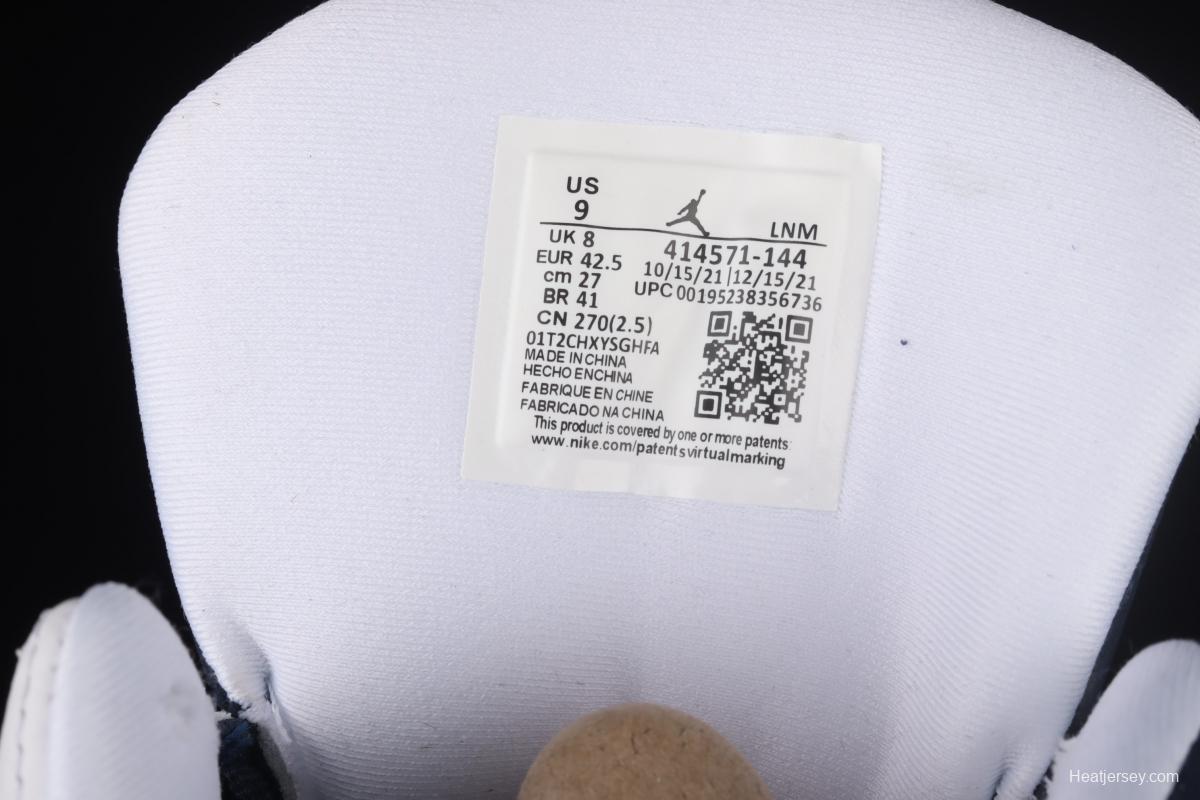 US
9
LNM
UK 8
EUR 42.5
cm 27
BR 41
CN 270(2.5)
414571-144
10/15/21|12/15/21
UPC 00195238356736
01T2CHXYSGHFA
MADE IN CHINA
HECHO EN CHINA
FABRIQUE EN CHINE
FABRICADO NA CHINA
This product is covered by one or more patents:
www.nike.com/patentsvirtualmarking
Heatjersey.com